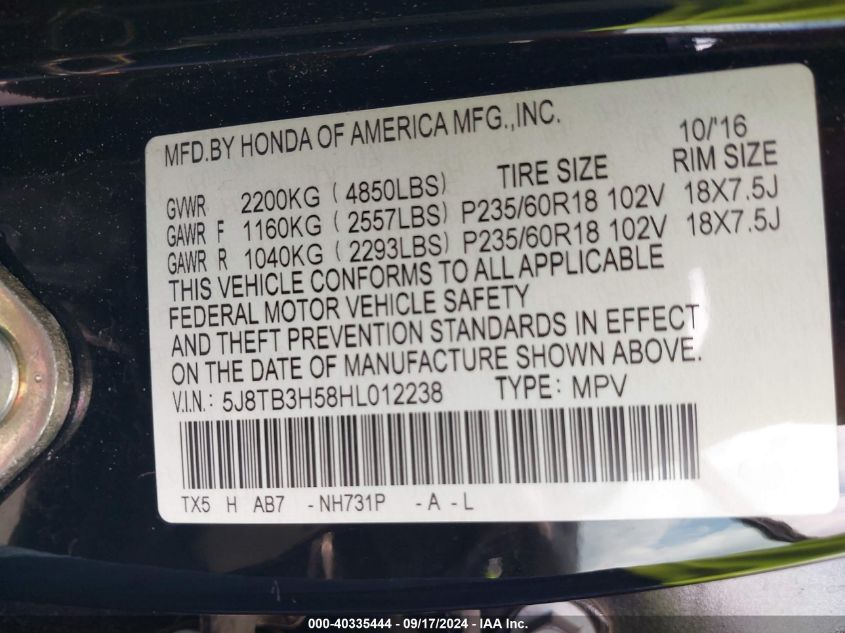 MFD.BY HONDA OF AMERICA MFG.,INC. 10/'16
TIRE SIZE RIM SIZE
GVWR 2200KG ( 4850LBS)
GAWR F 1160KG ( 2557LBS) P235/60R18 102V 18X7.5J
GAWR R 1040KG ( 2293LBS) P235/60R18 102V 18X7.5J
THIS VEHICLE CONFORMS TO ALL APPLICABLE
FEDERAL MOTOR VEHICLE SAFETY
AND THEFT PREVENTION STANDARDS IN EFFECT
ON THE DATE OF MANUFACTURE SHOWN ABOVE.
V.I.N.: 5J8TB3H58HL012238 TYPE: MPV
TX5 H AB7 -NH731P -A -L
000-40335444 - 09/17/2024 - IAA Inc.